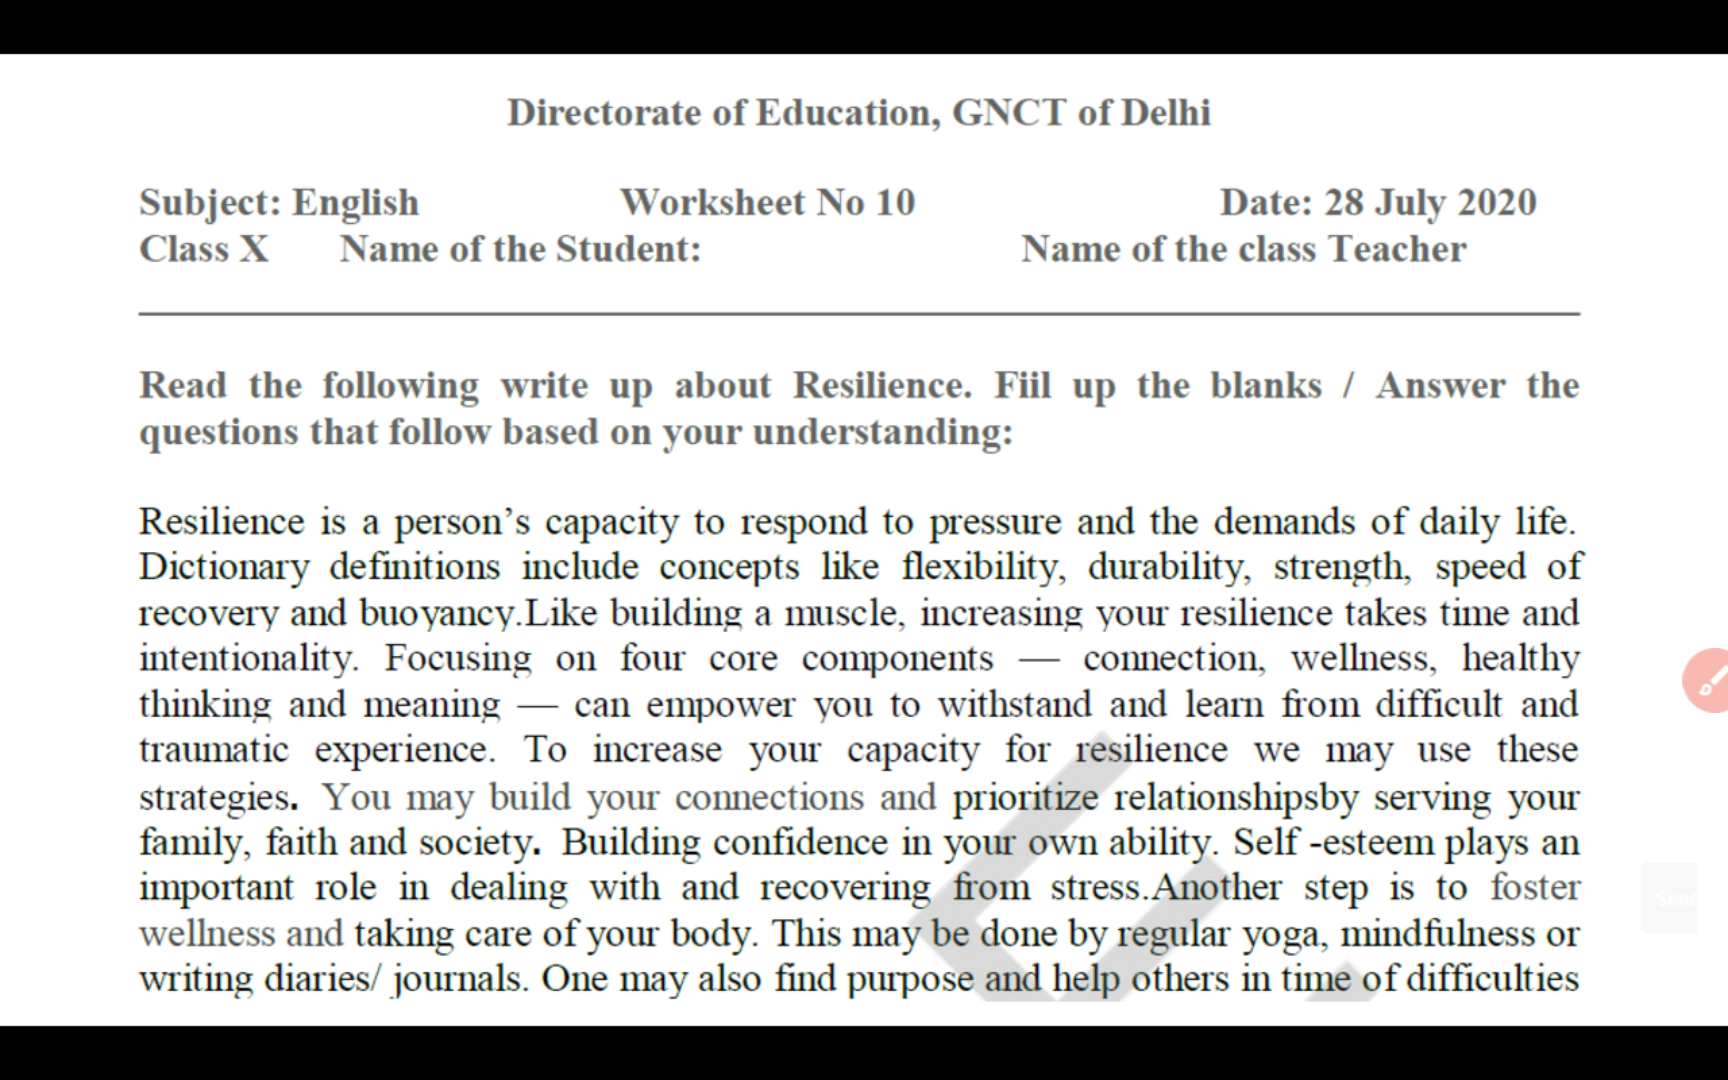 Directorate of Education, GNCT of Delhi
Subject: English Worksheet No 10 Date: 28 July 2020
Class X Name of the Student: Name of the class Teacher
Read the following write up about Resilience. Fiil up the blanks / Answer the
questions that follow based on your understanding:
Resilience is a person’s capacity to respond to pressure and the demands of daily life.
Dictionary definitions include concepts like flexibility, durability, strength, speed of
recovery and buoyancy.Like building a muscle, increasing your resilience takes time and
intentionality. Focusing on four core components — connection, wellness, healthy
thinking and meaning — can empower you to withstand and learn from difficult and
traumatic experience. To increase your capacity for resilience we may use these
strategies. You may build your connections and prioritize relationshipsby serving your
family, faith and society. Building confidence in your own ability. Self -esteem plays an
important role in dealing with and recovering from stress.Another step is to foster
wellness and taking care of your body. This may be done by regular yoga, mindfulness or
writing diaries/ journals. One may also find purpose and help others in time of difficulties